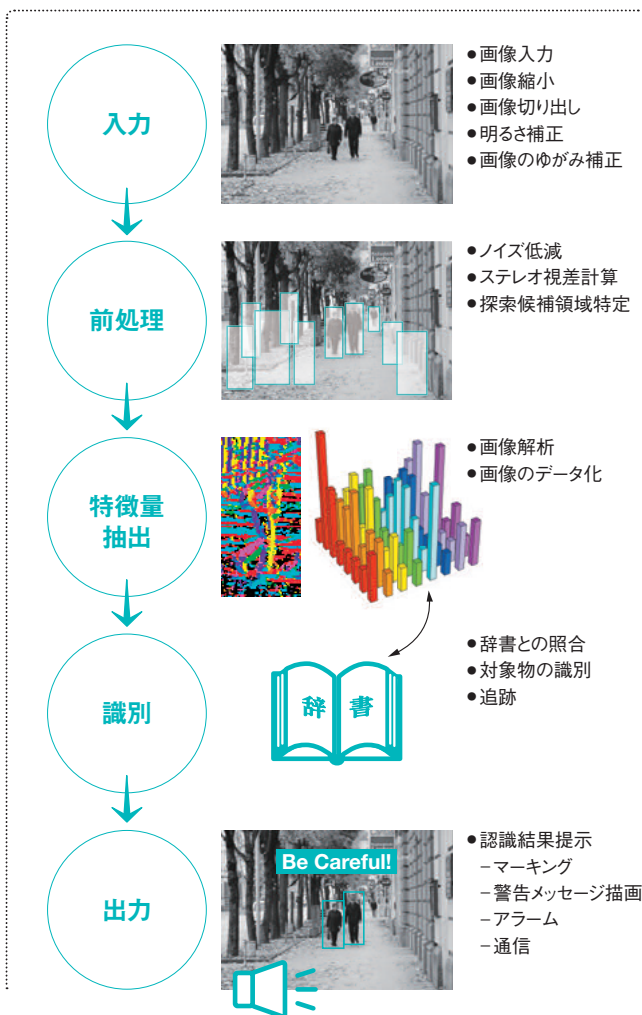 入力
●画像入力
●画像縮小
●画像切り出し
●明るさ補正
●画像のゆがみ補正
前処理
●ノイズ低減
●ステレオ視差計算
●探索候補領域特定
特徴量
抽出
●画像解析
●画像のデータ化
識別
辞 書
●辞書との照合
●対象物の識別
●追跡
出力
Be Careful!
●認識結果提示
−マーキング
−警告メッセージ描画
−アラーム
−通信